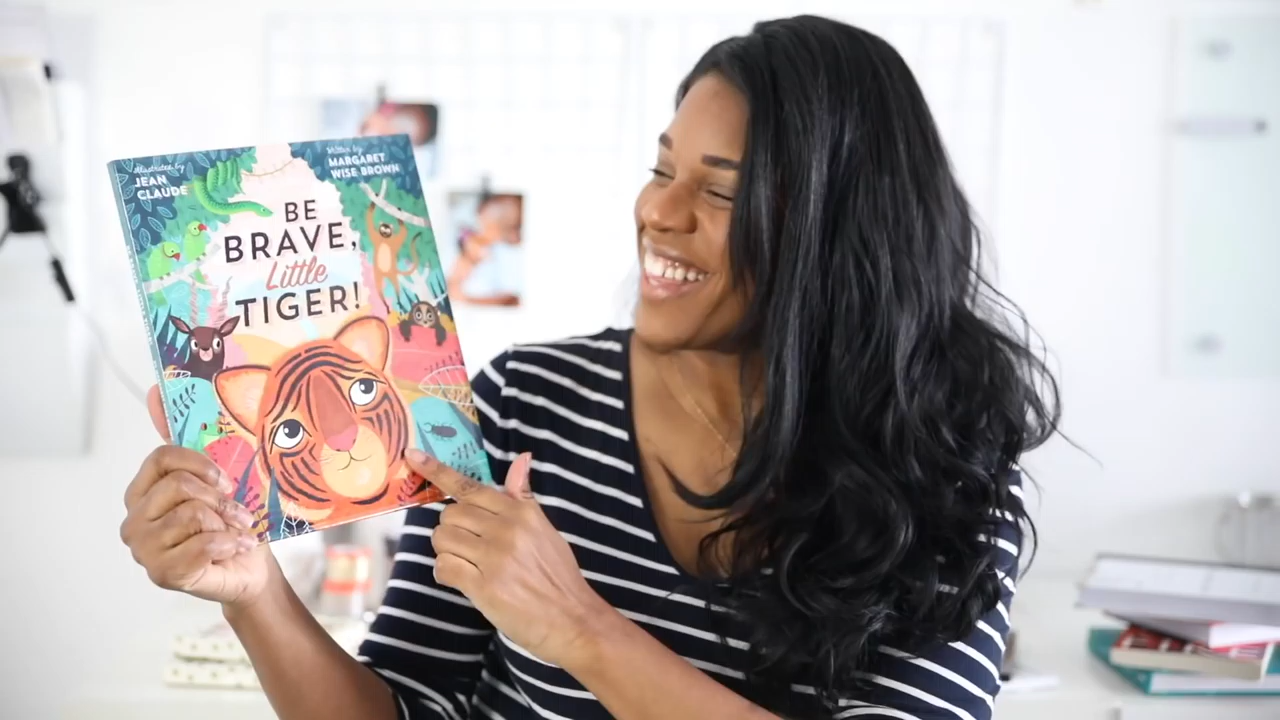 Illustrated by
JEAN
CLAUDE
Written by
MARGARET
WISE BROWN
BE
BRAVE,
Little
TIGER!